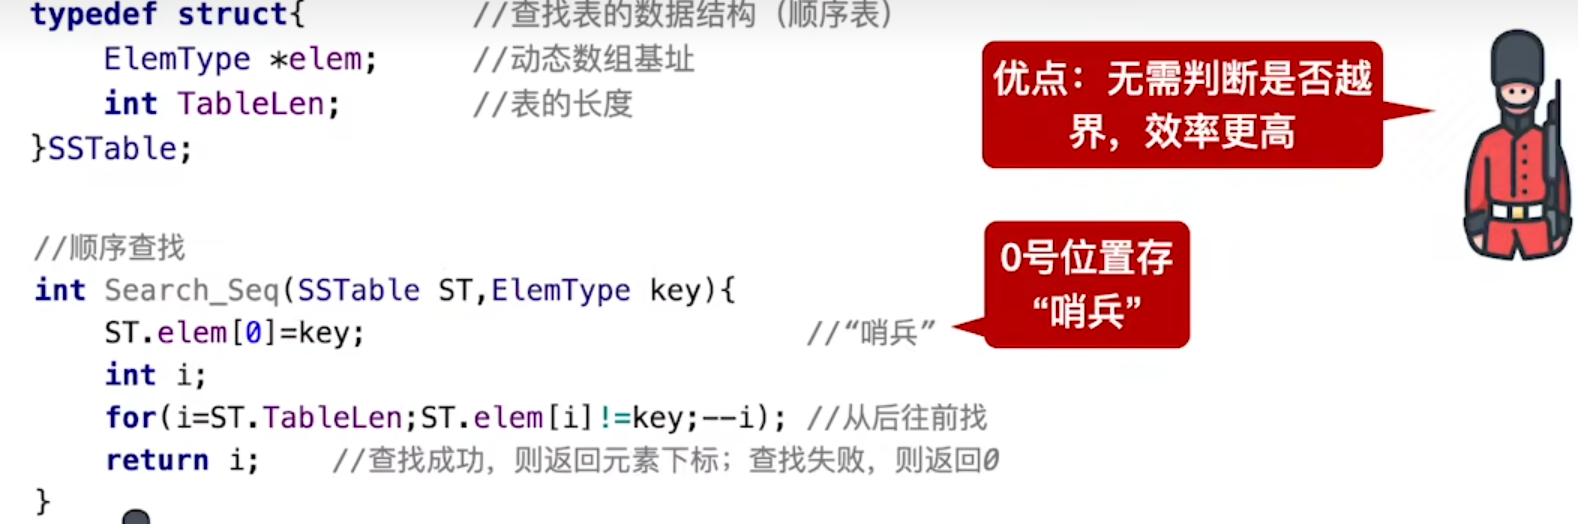 typedef struct{ //查找表的数据结构（顺序表）
ElemType *elem; //动态数组基址
int TableLen; //表的长度
}SSTable;
优点：无需判断是否越
界，效率更高
//顺序查找
int Search_Seq(SSTable ST,ElemType key){
ST.elem[0]=key; //“哨兵”
0号位置存
“哨兵”
int i;
for(i=ST.TableLen;ST.elem[i]!=key;--i); //从后往前找
return i; //查找成功，则返回元素下标；查找失败，则返回0
}